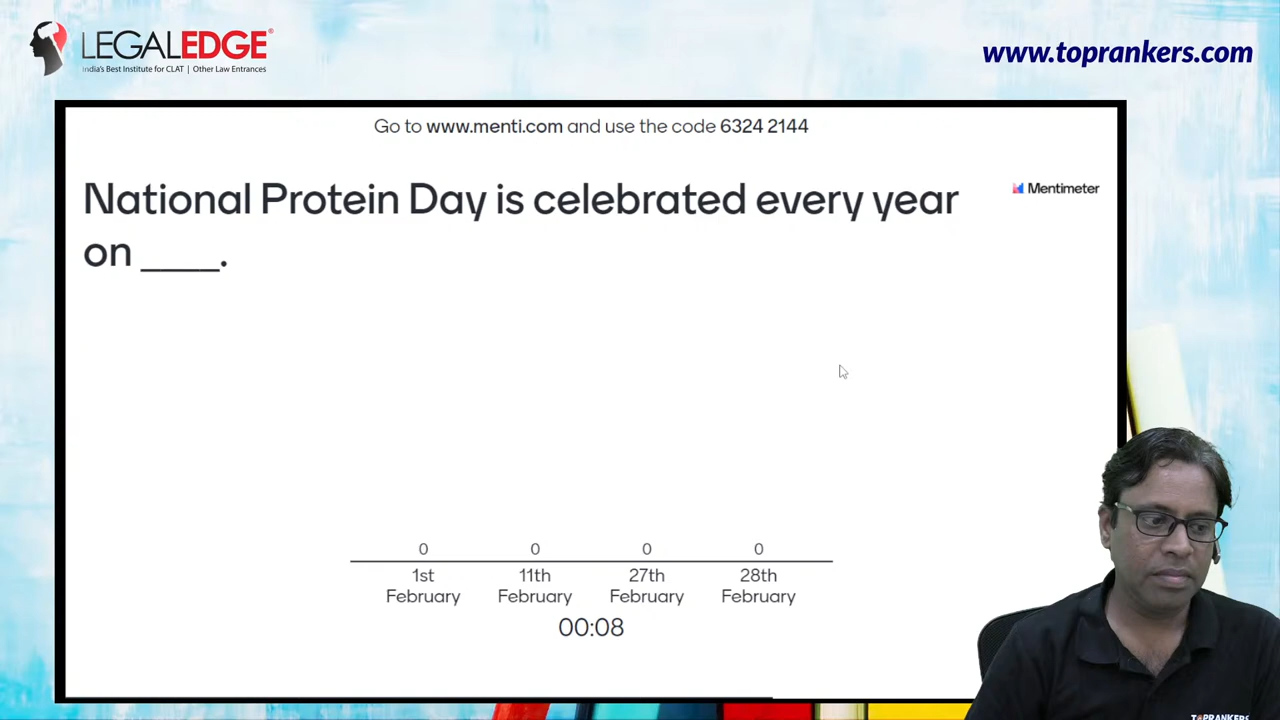 LEGALEDGE®
India's Best Institute for CLAT | Other Law Entrances
www.toprankers.com
Go to www.menti.com and use the code 6324 2144
National Protein Day is celebrated every year
on ____.
Mentimeter
0 0 0 0
1st 11th 27th 28th
February February February February
00:08
TOPRANKERS